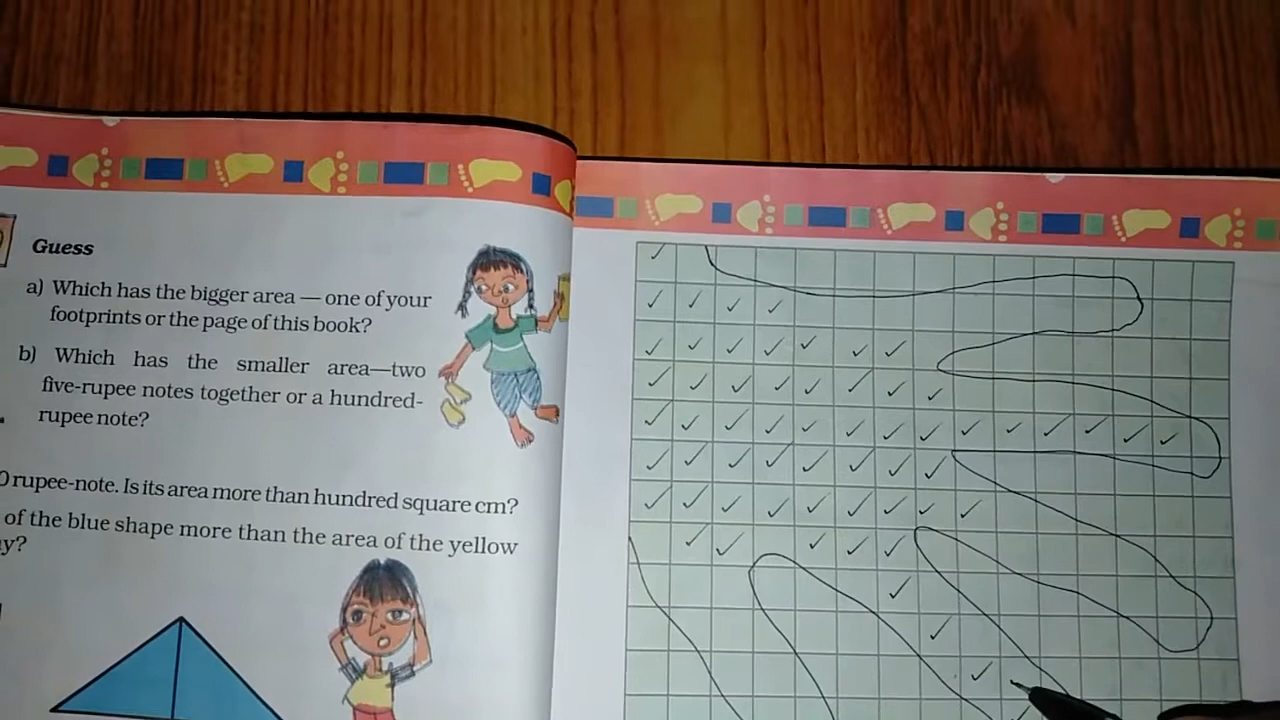 Guess
a) Which has the bigger area — one of your
footprints or the page of this book?
b) Which has the smaller area—two
five-rupee notes together or a hundred-
rupee note?
rupee-note. Is its area more than hundred square cm?
of the blue shape more than the area of the yellow